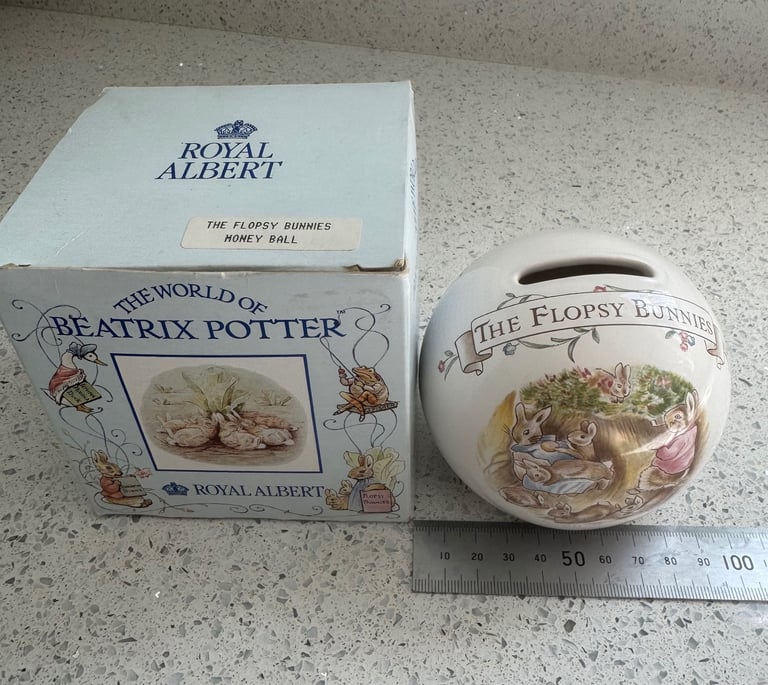 ROYAL
ALBERT
THE FLOPSY BUNNIES
MONEY BALL
THE WORLD OF
BEATRIX POTTER™
ROYAL ALBERT
FLOPSY
BUNNIES
THE FLOPSY BUNNIES
10 20 30 40 50 60 70 80 90 100